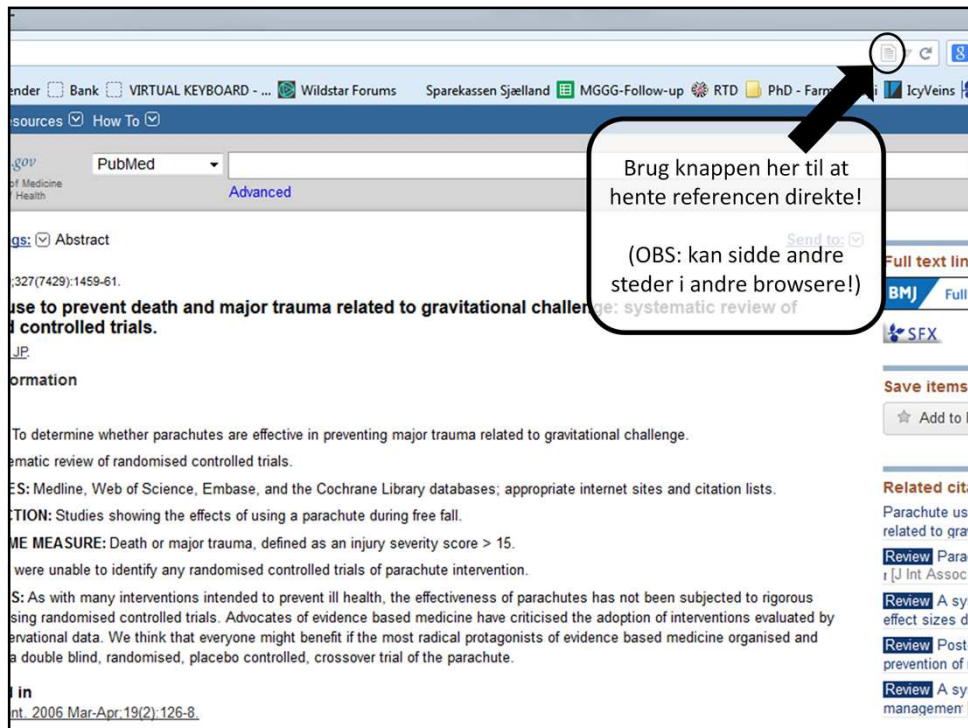 ender Bank VIRTUAL KEYBOARD - ... Wildstar Forums Sparekassen Sjælland MGGG-Follow-up RTD PhD - Farm i IcyVeins
esources How To
.gov PubMed
of Medicine
f Health
Advanced
Brug knappen her til at
hente referencen direkte!
(OBS: kan sidde andre
steder i andre browsere!)
gs: Abstract Send to:
;327(7429):1459-61.
use to prevent death and major trauma related to gravitational challenge: systematic review of
d controlled trials.
JP.
ormation
To determine whether parachutes are effective in preventing major trauma related to gravitational challenge.
ematic review of randomised controlled trials.
ES: Medline, Web of Science, Embase, and the Cochrane Library databases; appropriate internet sites and citation lists.
CTION: Studies showing the effects of using a parachute during free fall.
ME MEASURE: Death or major trauma, defined as an injury severity score > 15.
were unable to identify any randomised controlled trials of parachute intervention.
S: As with many interventions intended to prevent ill health, the effectiveness of parachutes has not been subjected to rigorous
sing randomised controlled trials. Advocates of evidence based medicine have criticised the adoption of interventions evaluated by
ervational data. We think that everyone might benefit if the most radical protagonists of evidence based medicine organised and
a double blind, randomised, placebo controlled, crossover trial of the parachute.
d in
nt. 2006 Mar-Apr;19(2):126-8.
Full text lin
BMJ Full
SFX
Save items
Add to
Related cita
Parachute us
related to gra
Review Para
[J Int Assoc
Review A sy
effect sizes d
Review Post
prevention of
Review A sy
managemen